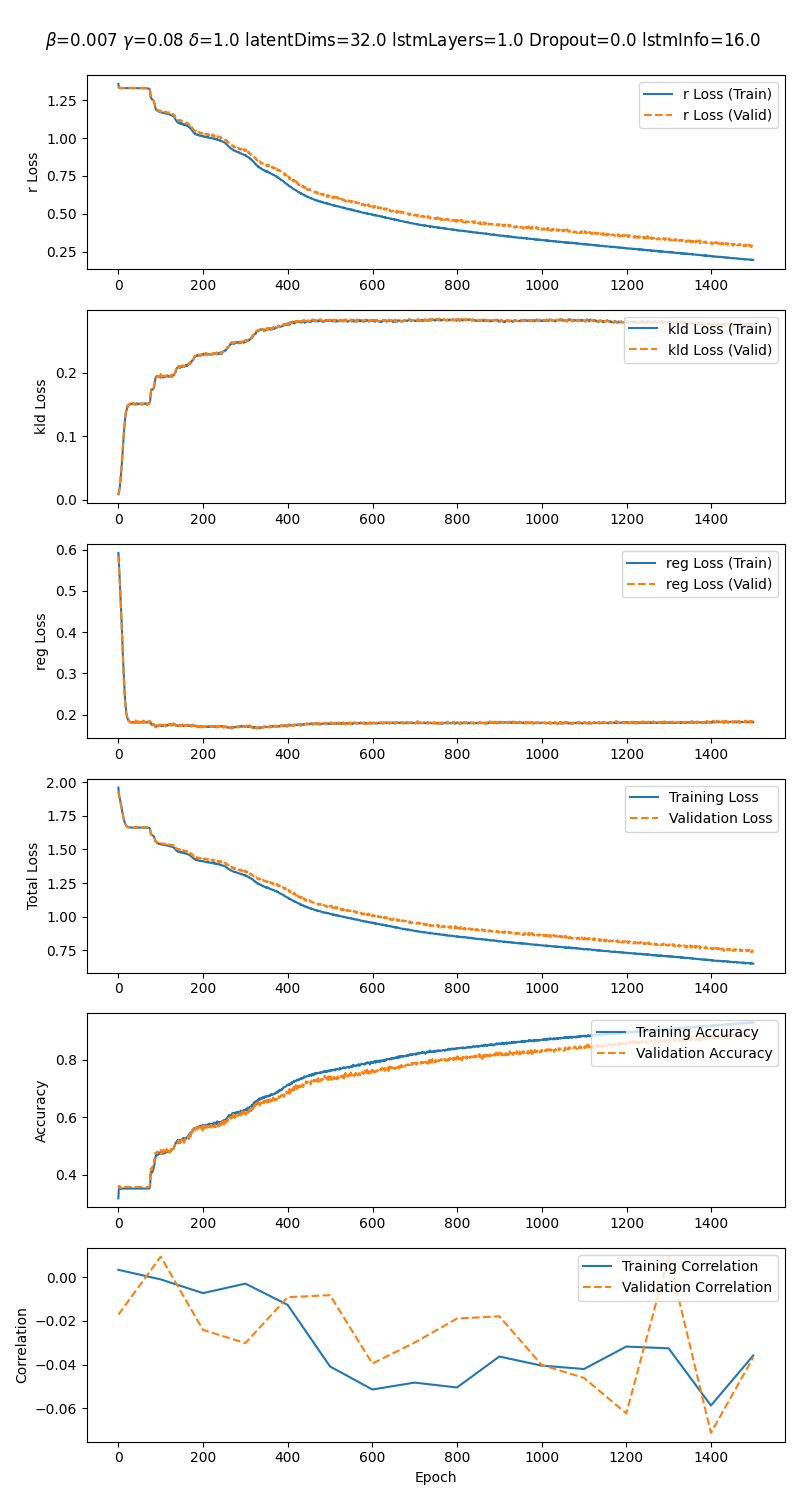 β=0.007 γ=0.08 δ=1.0 latentDims=32.0 lstmLayers=1.0 Dropout=0.0 lstmInfo=16.0
r Loss
1.25
1.00
0.75
0.50
0.25
r Loss (Train)
r Loss (Valid)
0 200 400 600 800 1000 1200 1400
kld Loss
0.2
0.1
0.0
kld Loss (Train)
kld Loss (Valid)
0 200 400 600 800 1000 1200 1400
reg Loss
0.6
0.5
0.4
0.3
0.2
reg Loss (Train)
reg Loss (Valid)
0 200 400 600 800 1000 1200 1400
Total Loss
2.00
1.75
1.50
1.25
1.00
0.75
Training Loss
Validation Loss
0 200 400 600 800 1000 1200 1400
Accuracy
0.8
0.6
0.4
Training Accuracy
Validation Accuracy
0 200 400 600 800 1000 1200 1400
Correlation
0.00
−0.02
−0.04
−0.06
Training Correlation
Validation Correlation
0 200 400 600 800 1000 1200 1400
Epoch